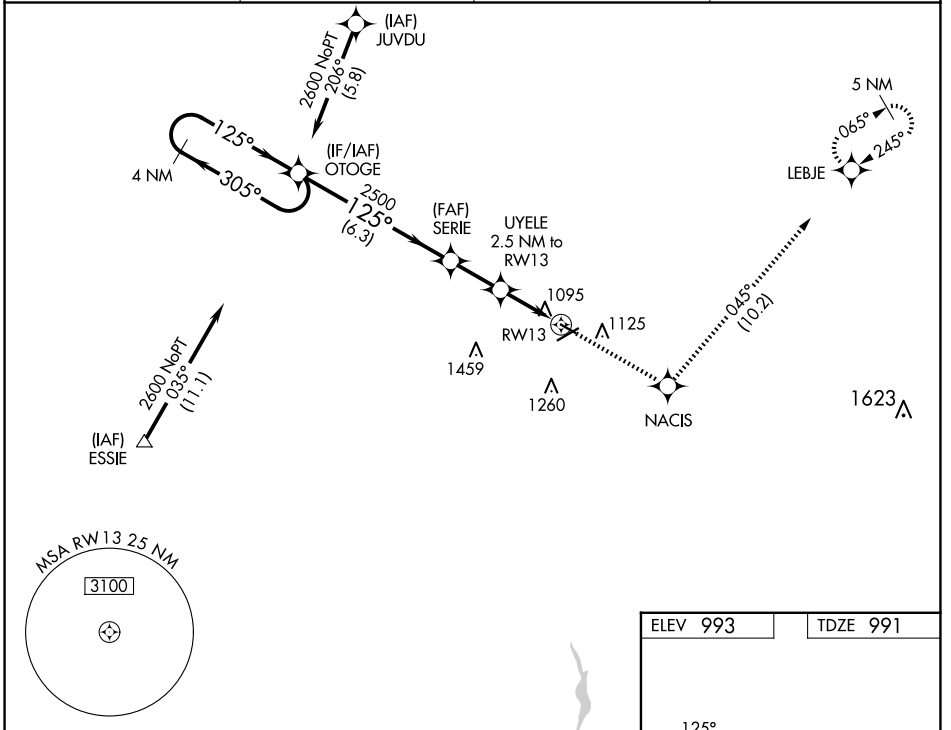 (IAF)
JUVDU
2600 NoPT
206°
(5.8)
5 NM
065°
245°
LEBJE
125°
4 NM
305°
(IF/IAF)
OTOGE
2500
125°
(6.3)
(FAF)
SERIE
UYELE
2.5 NM to
RW13
1095
RW13
1125
1459
1260
045°
(10.2)
NACIS
1623
2600 NoPT
035°
(11.1)
(IAF)
ESSIE
MSA RW13 25 NM
3100
ELEV 993
TDZE 991
125°